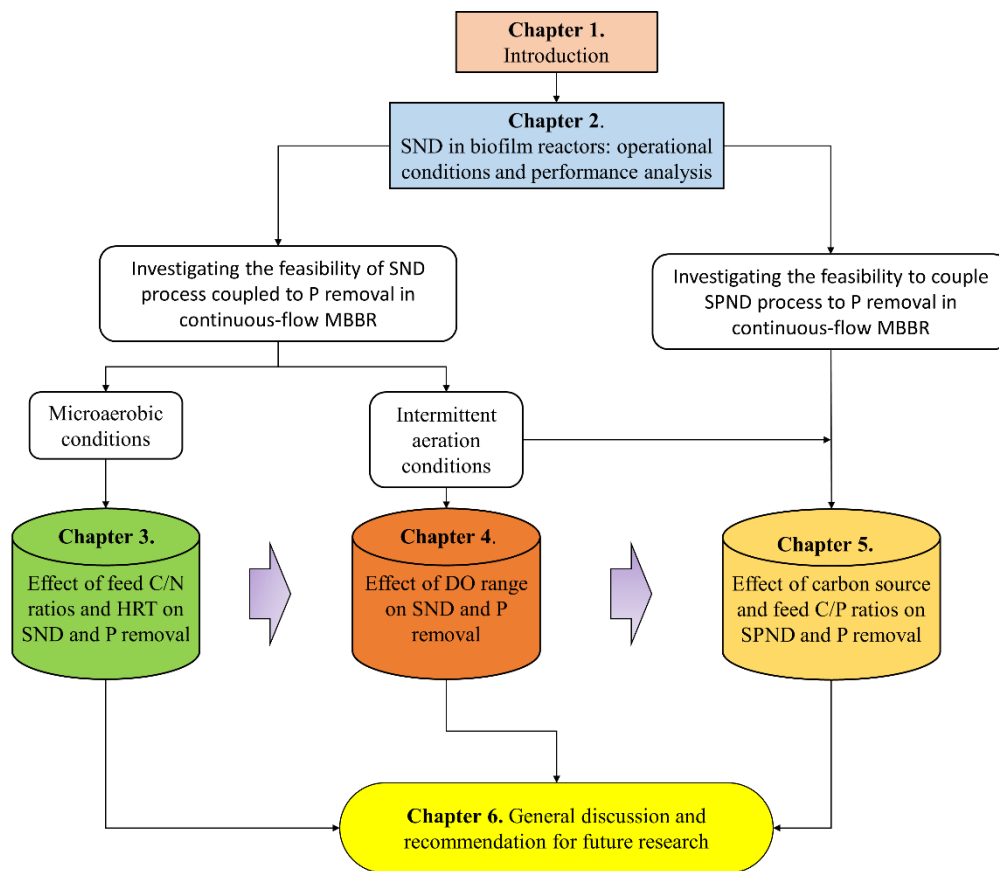 Chapter 1.
Introduction
Chapter 2.
SND in biofilm reactors: operational
conditions and performance analysis
Investigating the feasibility of SND
process coupled to P removal in
continuous-flow MBBR
Investigating the feasibility to couple
SPND process to P removal in
continuous-flow MBBR
Microaerobic
conditions
Intermittent
aeration
conditions
Chapter 3.
Effect of feed C/N
ratios and HRT on
SND and P removal
Chapter 4.
Effect of DO range
on SND and P
removal
Chapter 5.
Effect of carbon source
and feed C/P ratios on
SPND and P removal
Chapter 6. General discussion and
recommendation for future research